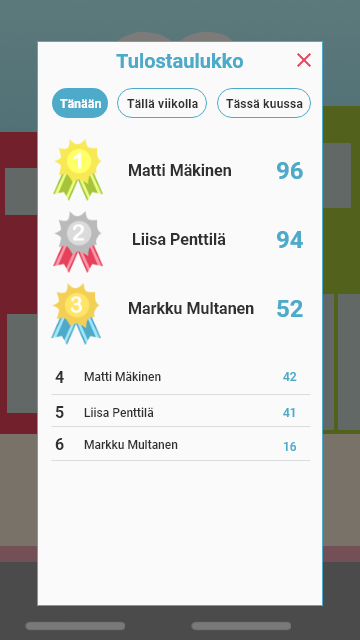 Tulostaulukko
Tänään Tällä viikolla Tässä kuussa
1 Matti Mäkinen 96
2 Liisa Penttilä 94
3 Markku Multanen 52
4 Matti Mäkinen 42
5 Liisa Penttilä 41
6 Markku Multanen 16